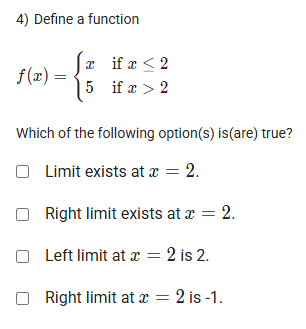 4) Define a function
f(x) = { x if x ≤ 2
5 if x > 2
Which of the following option(s) is(are) true?
Limit exists at x = 2.
Right limit exists at x = 2.
Left limit at x = 2 is 2.
Right limit at x = 2 is -1.